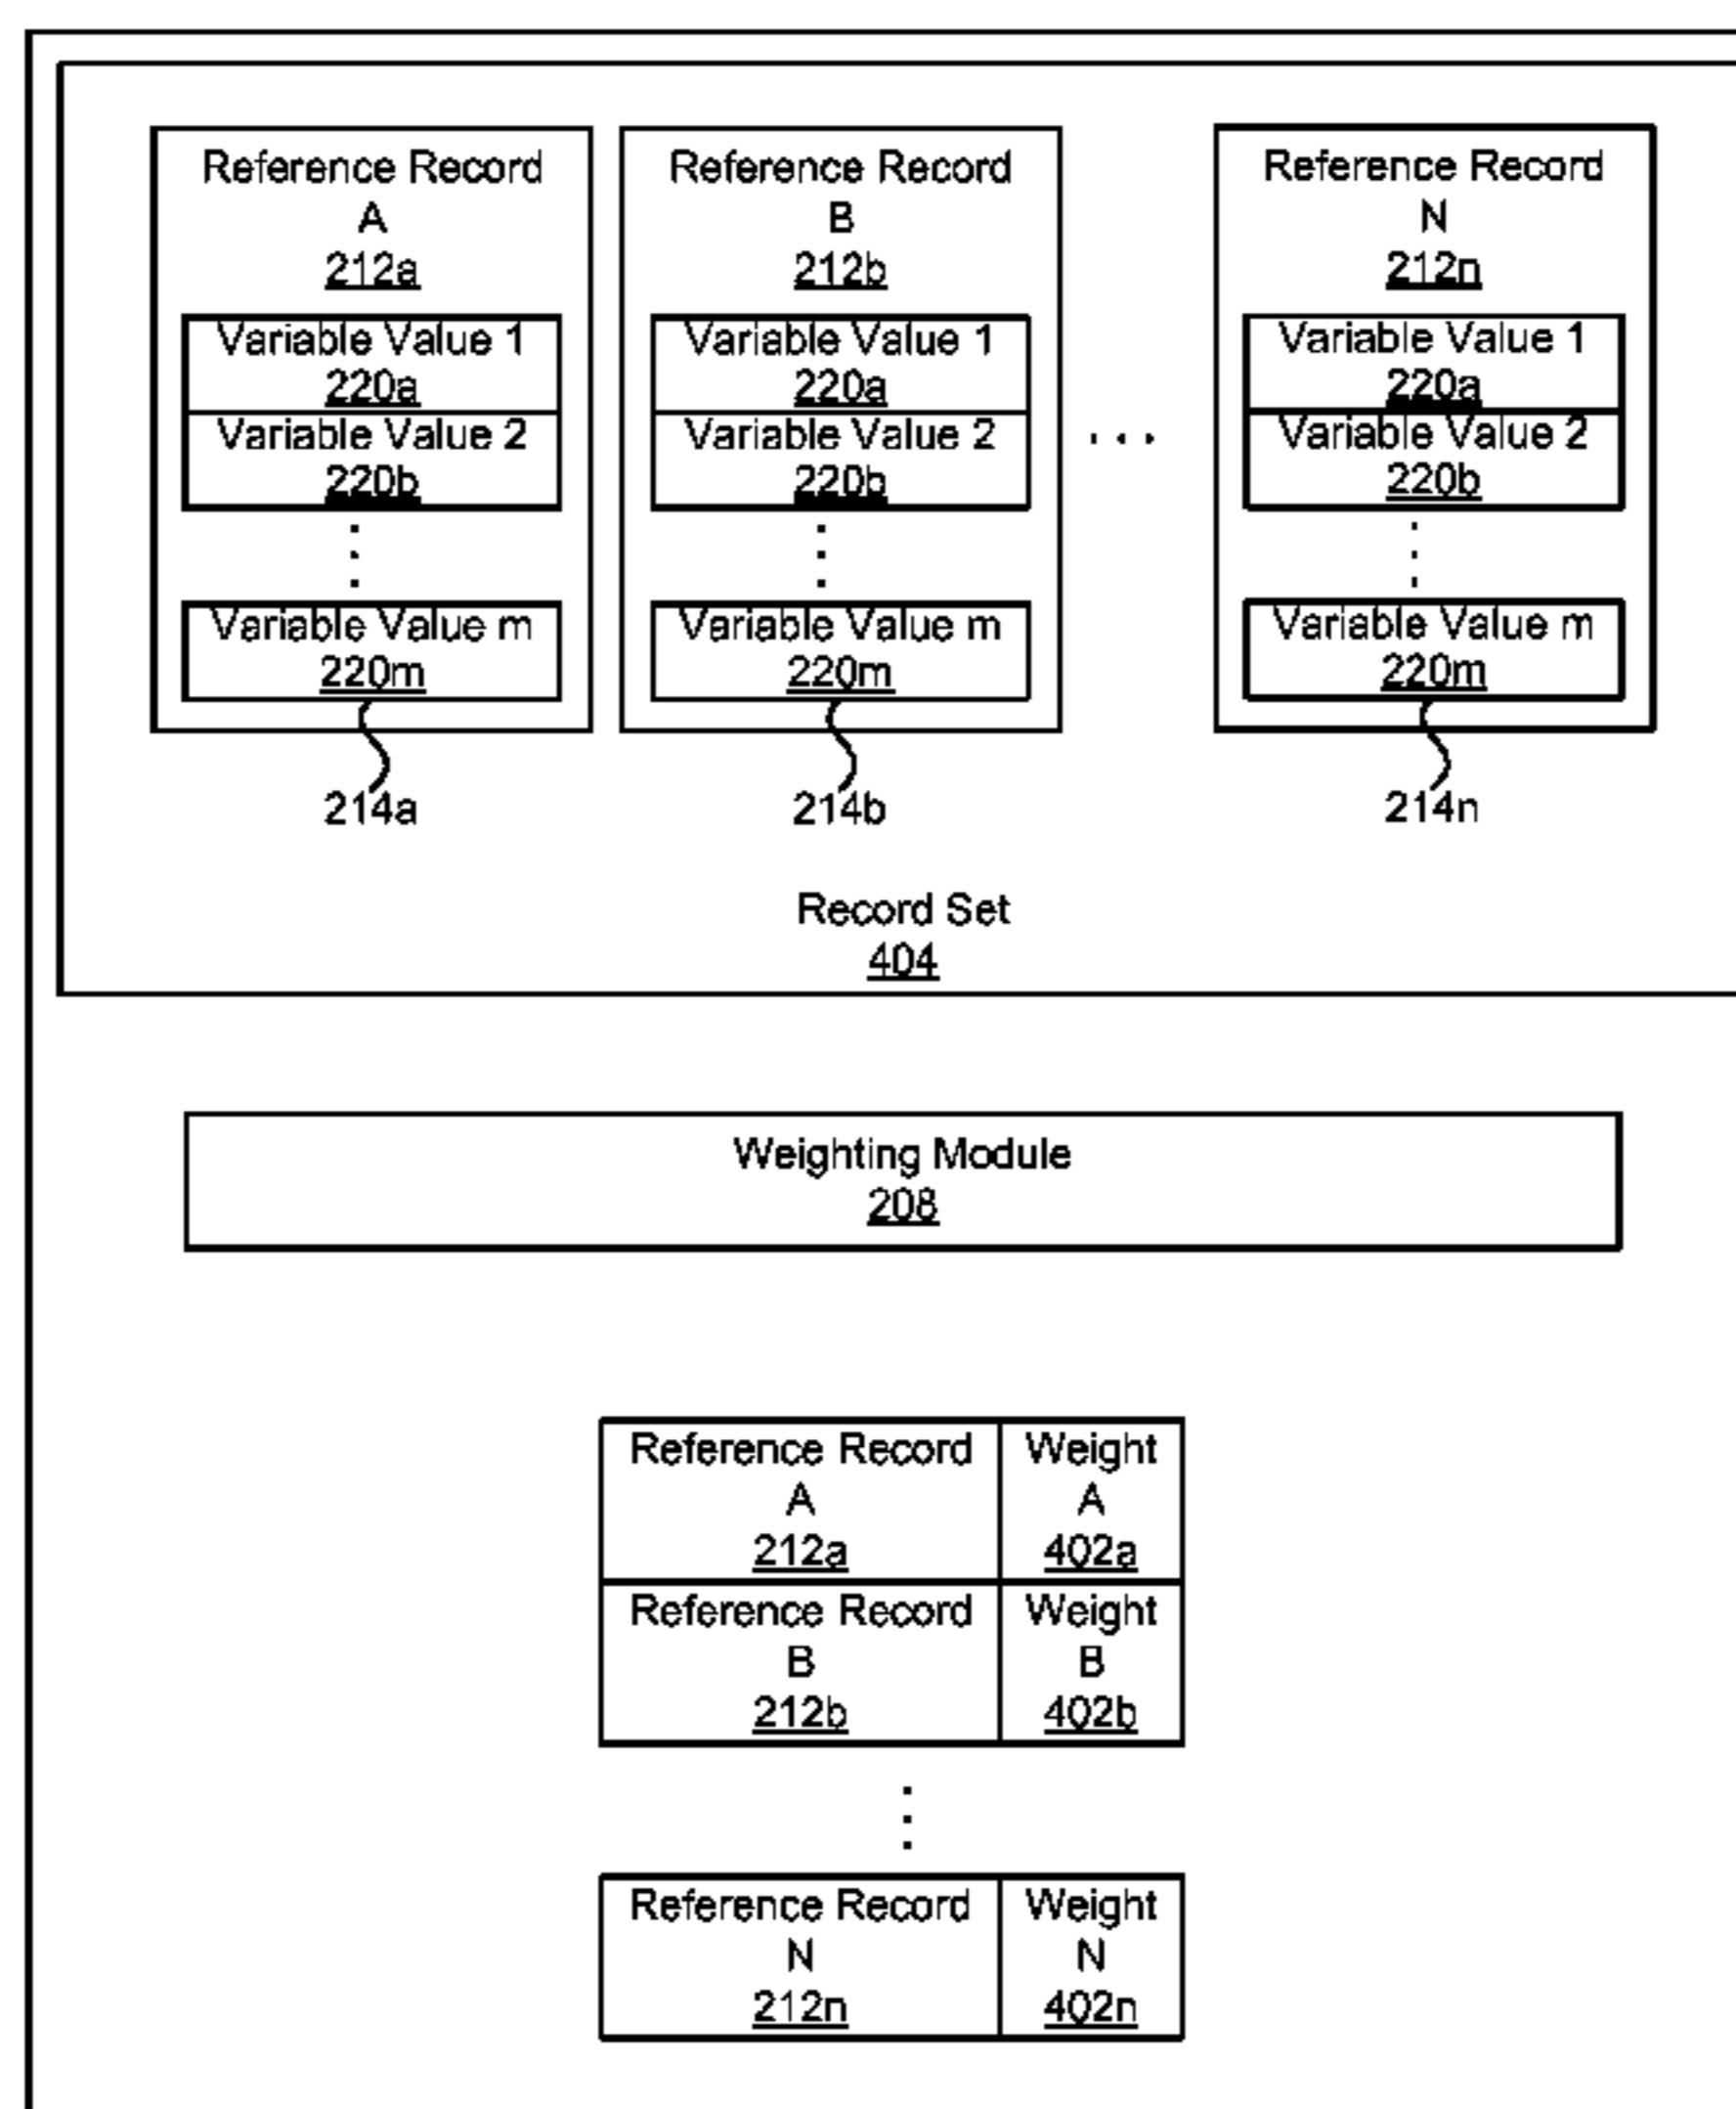 Reference Record
A
212a
Variable Value 1
220a
Variable Value 2
220b
Variable Value m
220m
214a
Reference Record
B
212b
Variable Value 1
220a
Variable Value 2
220b
Variable Value m
220m
214b
Reference Record
N
212n
Variable Value 1
220a
Variable Value 2
220b
Variable Value m
220m
214n
Record Set
404
Weighting Module
208
Reference Record
A
212a
Weight
A
402a
Reference Record
B
212b
Weight
B
402b
Reference Record
N
212n
Weight
N
402n